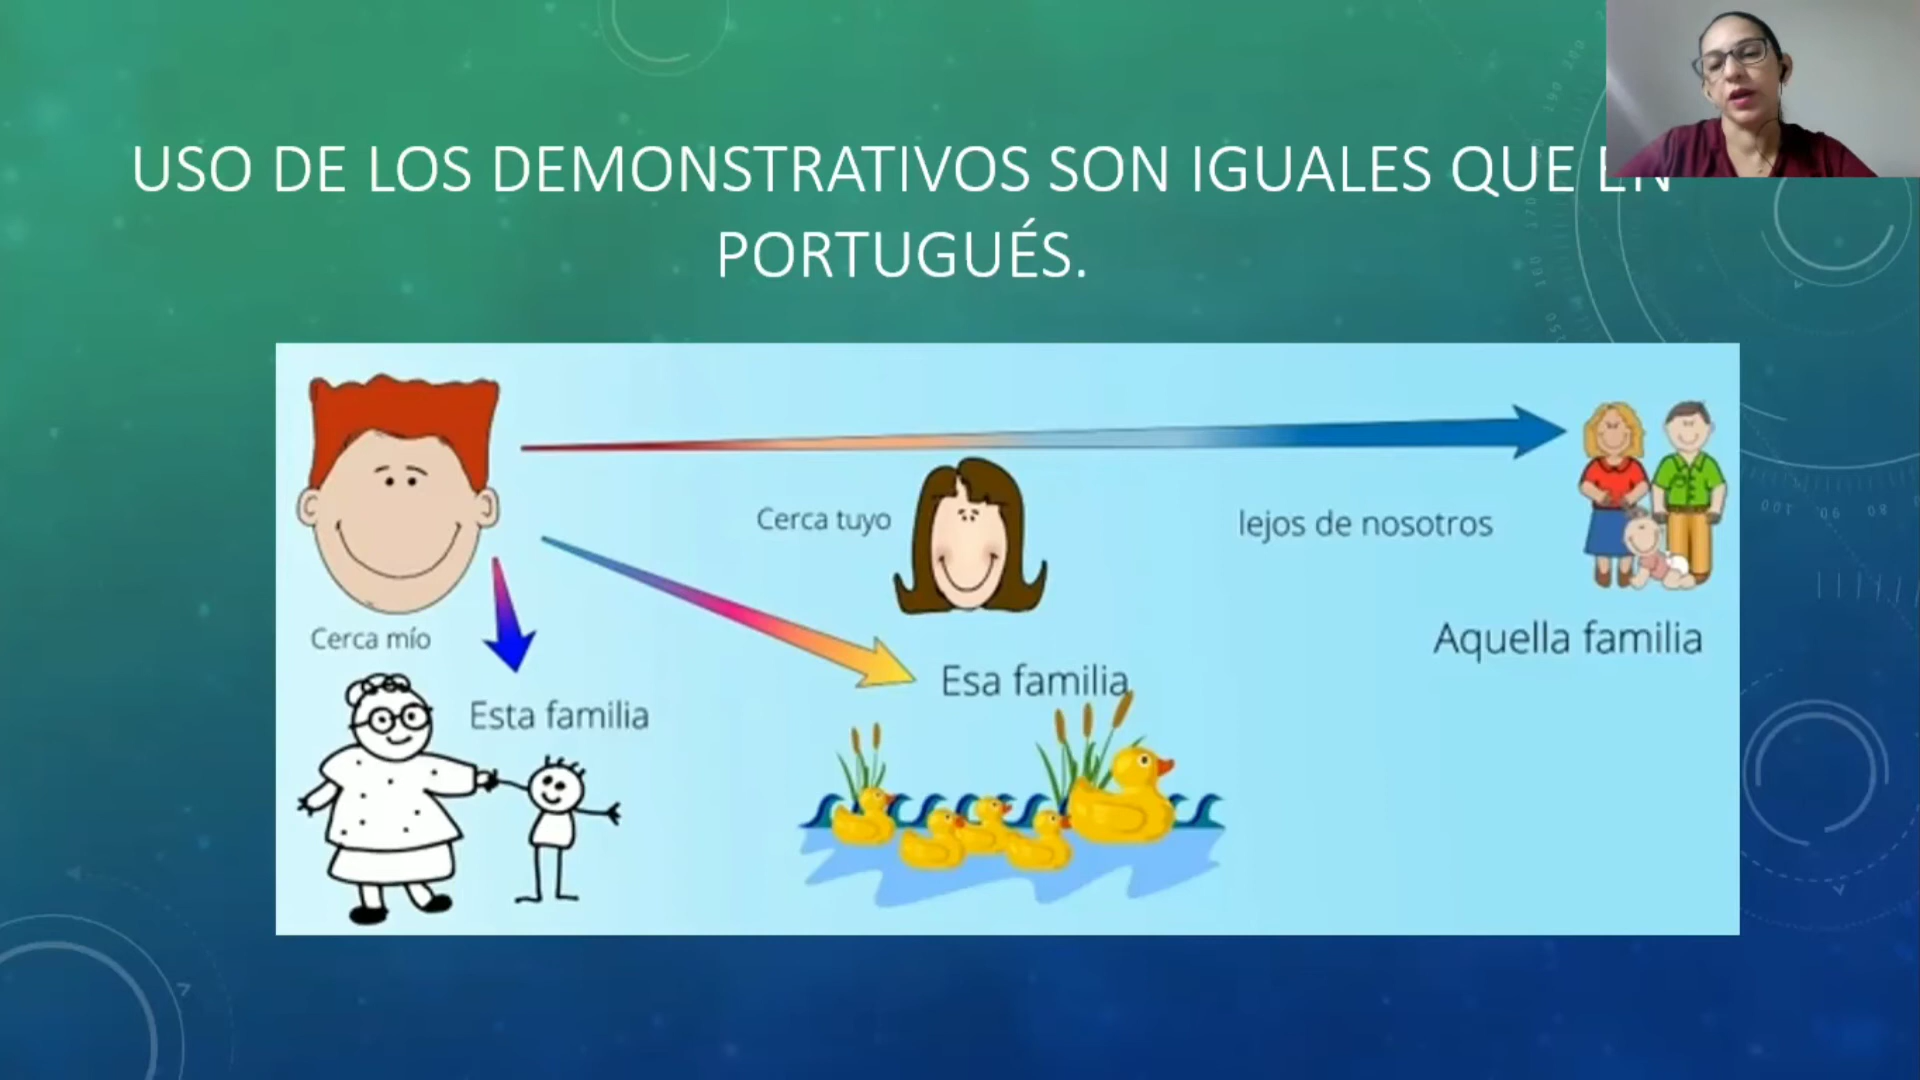 USO DE LOS DEMONSTRATIVOS SON IGUALES QUE EN
PORTUGUÉS.
Cerca tuyo
lejos de nosotros
Cerca mío
Aquella familia
Esa familia
Esta familia